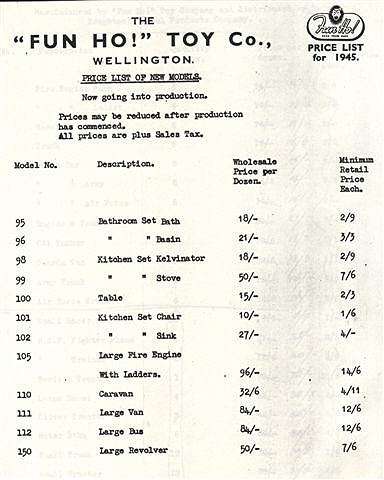 THE
"FUN HO!" TOY Co.,
WELLINGTON.
Fun Ho!
PRICE LIST
for 1945.
PRICE LIST OF NEW MODELS.
Now going into production.
Prices may be reduced after production
has commenced.
All prices are plus Sales Tax.
Model No. Description. Wholesale Price per Dozen. Minimum Retail Price Each.
95 Bathroom Set Bath 18/- 2/9
96 " " Basin 21/- 3/3
98 Kitchen Set Kelvinator 18/- 2/9
99 " " Stove 50/- 7/6
100 Table 15/- 2/3
101 Kitchen Set Chair 10/- 1/6
102 " " Sink 27/- 4/-
105 Large Fire Engine
With Ladders. 96/- 14/6
110 Caravan 32/6 4/11
111 Large Van 84/- 12/6
112 Large Bus 84/- 12/6
150 Large Revolver 50/- 7/6